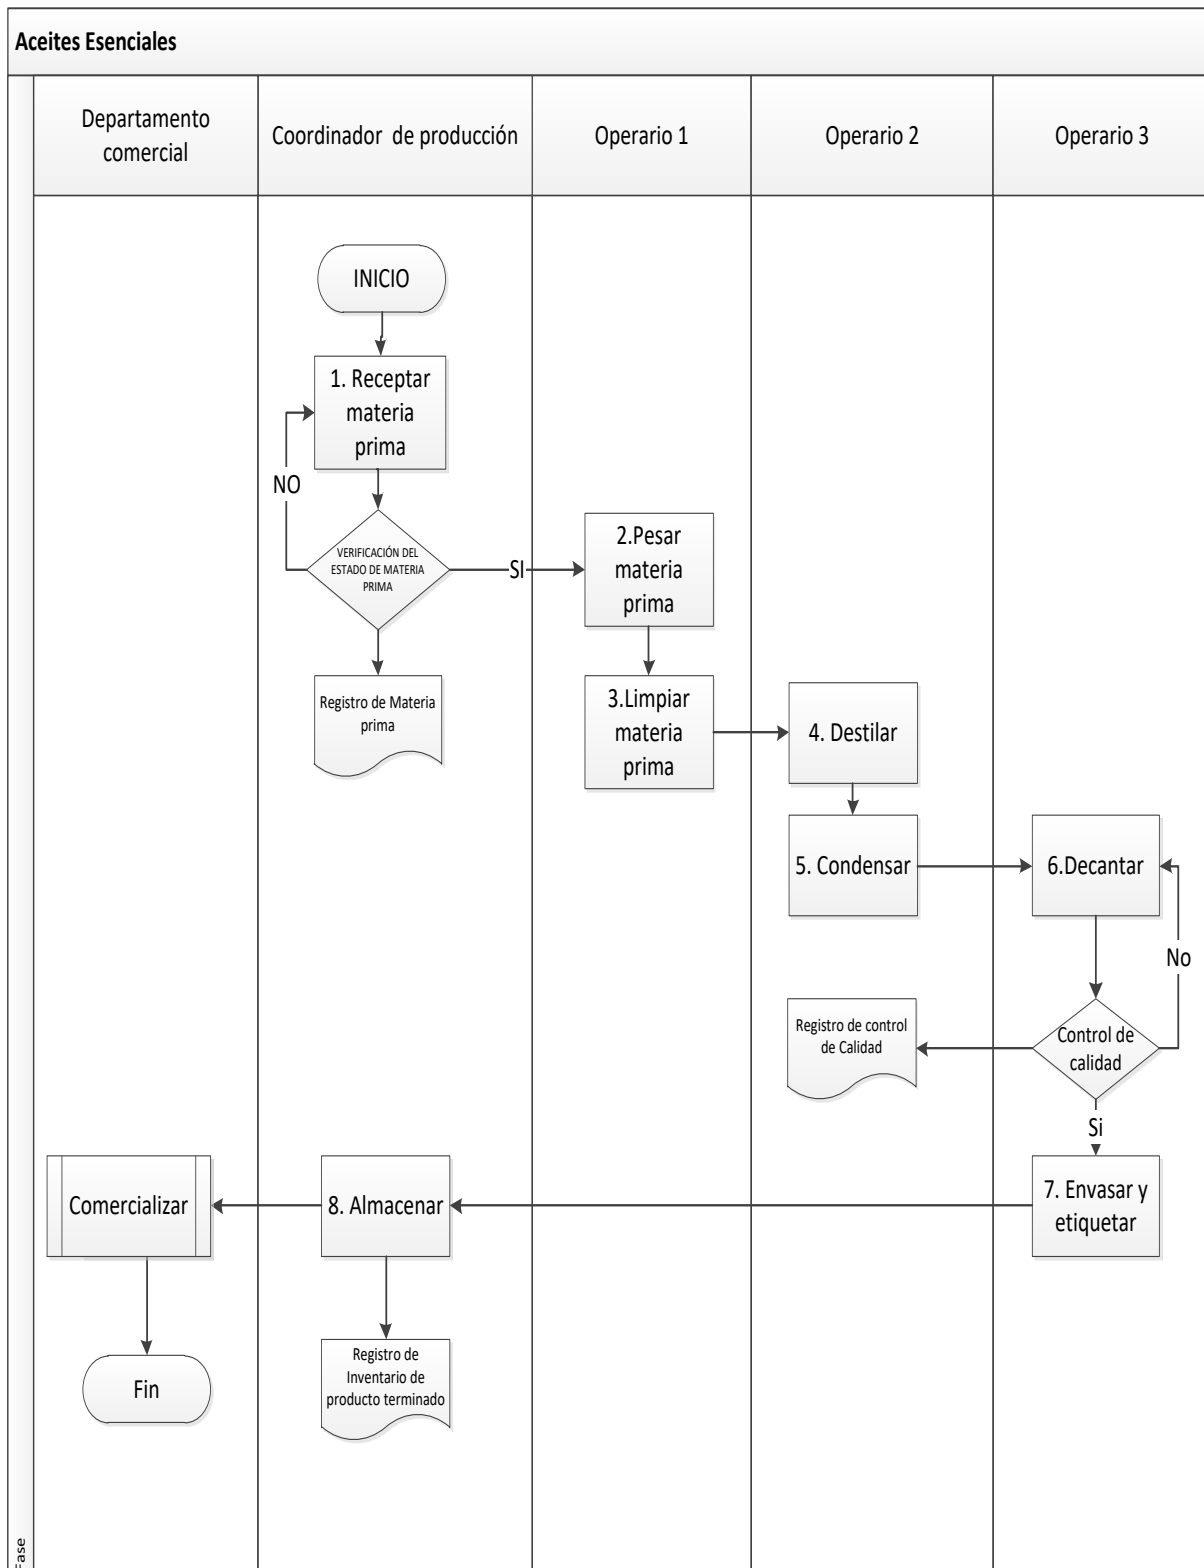 Aceites Esenciales
Departamento
comercial
Coordinador de producción
Operario 1
Operario 2
Operario 3
INICIO
1. Receptar
materia
prima
NO
VERIFICACIÓN DEL
ESTADO DE MATERIA
PRIMA
SI
2.Pesar
materia
prima
Registro de Materia
prima
3.Limpiar
materia
prima
4. Destilar
5. Condensar
6.Decantar
No
Registro de control
de Calidad
Control de
calidad
Si
Comercializar
8. Almacenar
7. Envasar y
etiquetar
Fin
Registro de
Inventario de
producto terminado
Fase